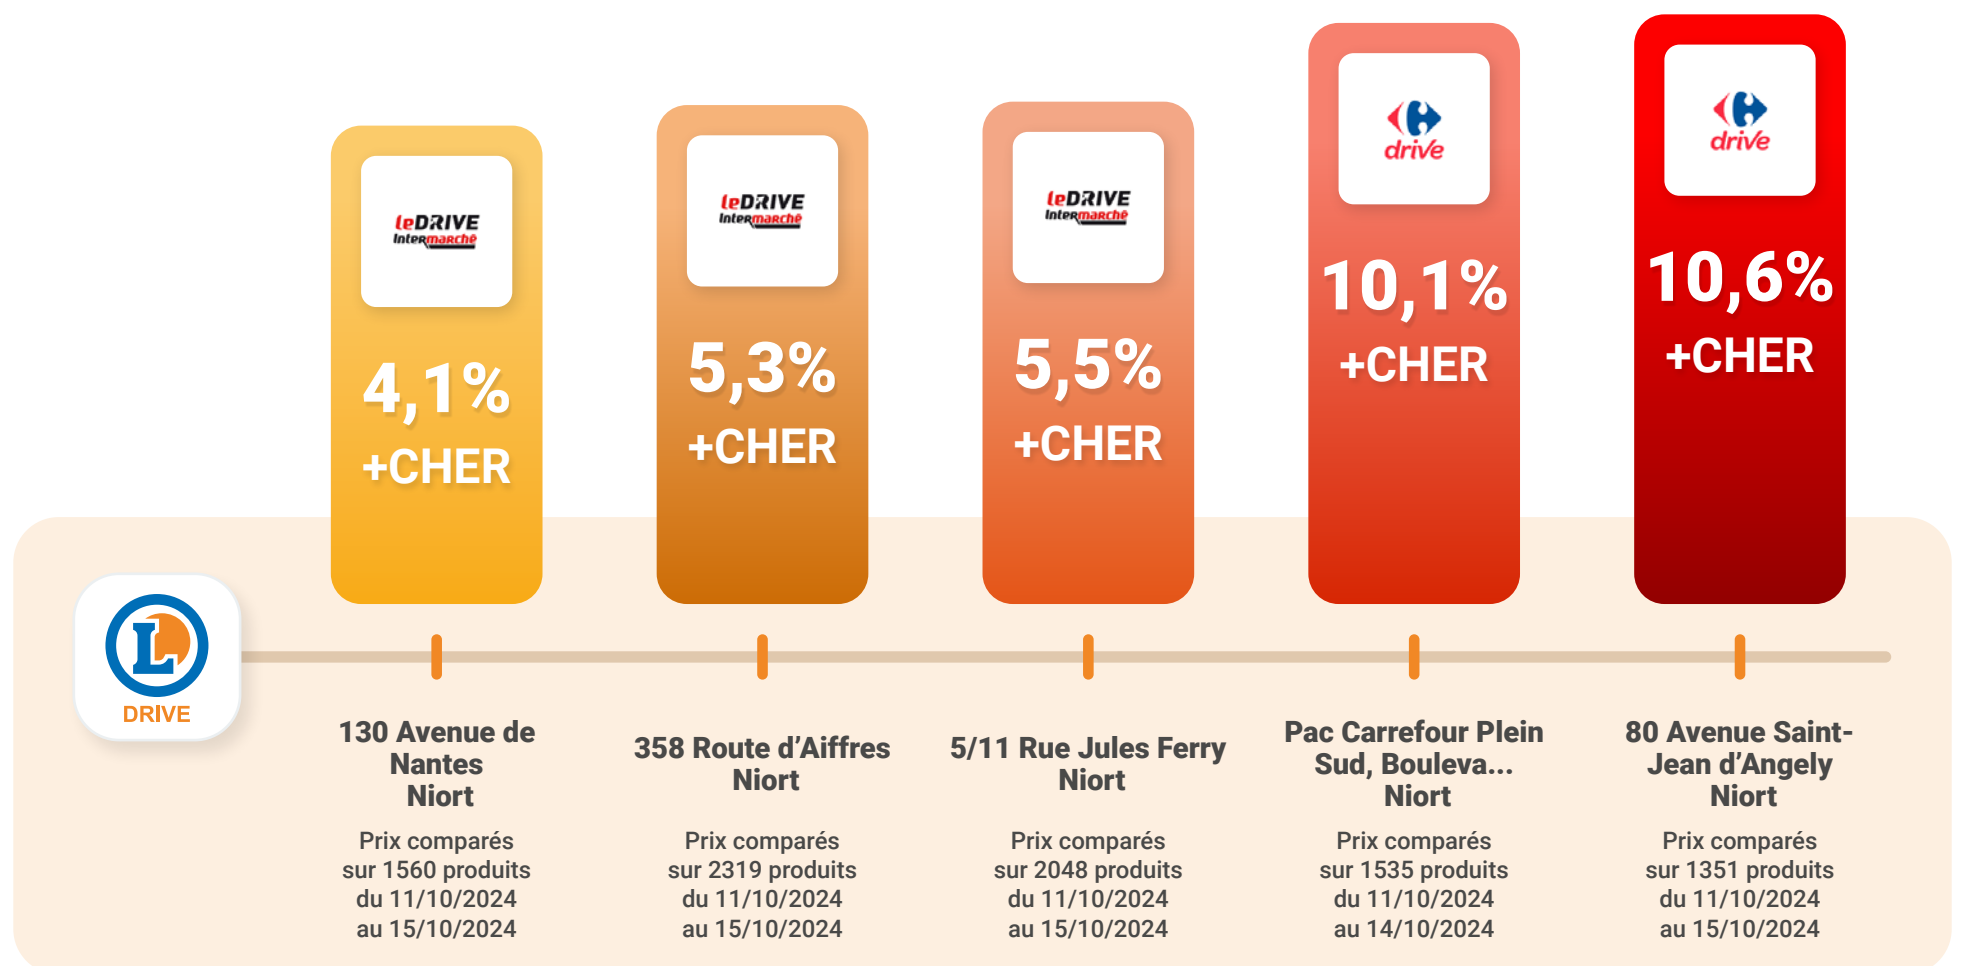 leDRIVE
Intermarché
4,1%
+CHER
leDRIVE
Intermarché
5,3%
+CHER
leDRIVE
Intermarché
5,5%
+CHER
drive
10,1%
+CHER
drive
10,6%
+CHER
L
DRIVE
130 Avenue de
Nantes
Niort
Prix comparés
sur 1560 produits
du 11/10/2024
au 15/10/2024
358 Route d’Aiffres
Niort
Prix comparés
sur 2319 produits
du 11/10/2024
au 15/10/2024
5/11 Rue Jules Ferry
Niort
Prix comparés
sur 2048 produits
du 11/10/2024
au 15/10/2024
Pac Carrefour Plein
Sud, Bouleva...
Niort
Prix comparés
sur 1535 produits
du 11/10/2024
au 14/10/2024
80 Avenue Saint-
Jean d’Angely
Niort
Prix comparés
sur 1351 produits
du 11/10/2024
au 15/10/2024